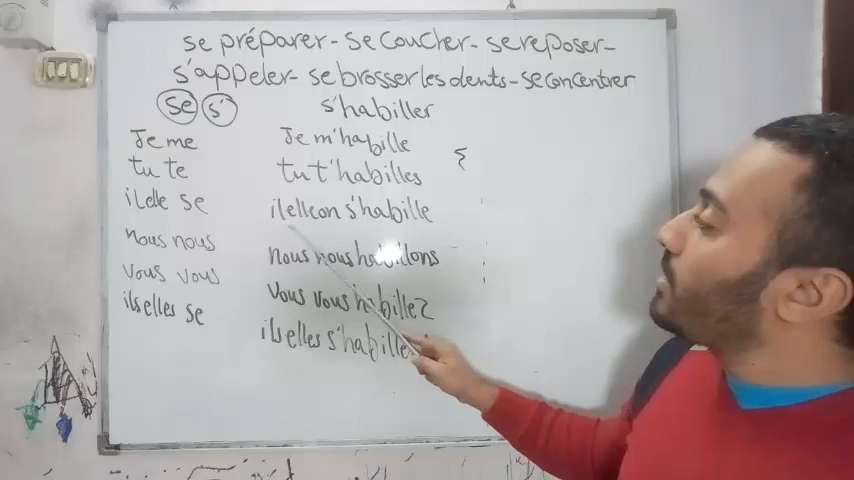 se préparer - se coucher - se reposer -
s'appeler - se brosser les dents - se concentrer
se s' s'habiller
Je me
tu te
il elle se
nous nous
vous vous
ils elles se
Je m'habille
tu t'habilles
il elle on s'habille
nous nous habillons
vous vous habillez
ils elles